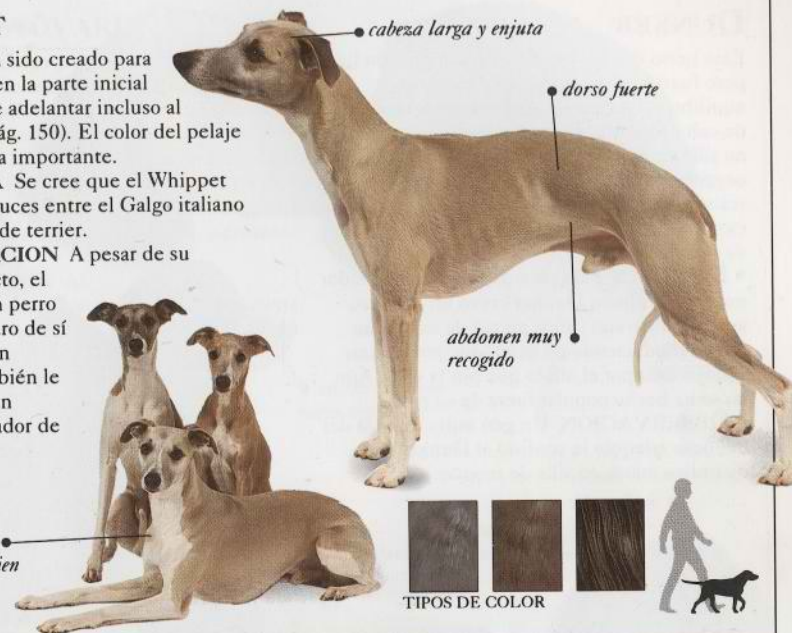 T
sido creado para
en la parte inicial
adelantar incluso al
ág. 150). El color del pelaje
a importante.
Se cree que el Whippet
uces entre el Galgo italiano
de terrier.
CION A pesar de su
to, el
perro
ro de sí
n
bién le
n
ador de
ien
cabeza larga y enjuta
dorso fuerte
abdomen muy
recogido
TIPOS DE COLOR